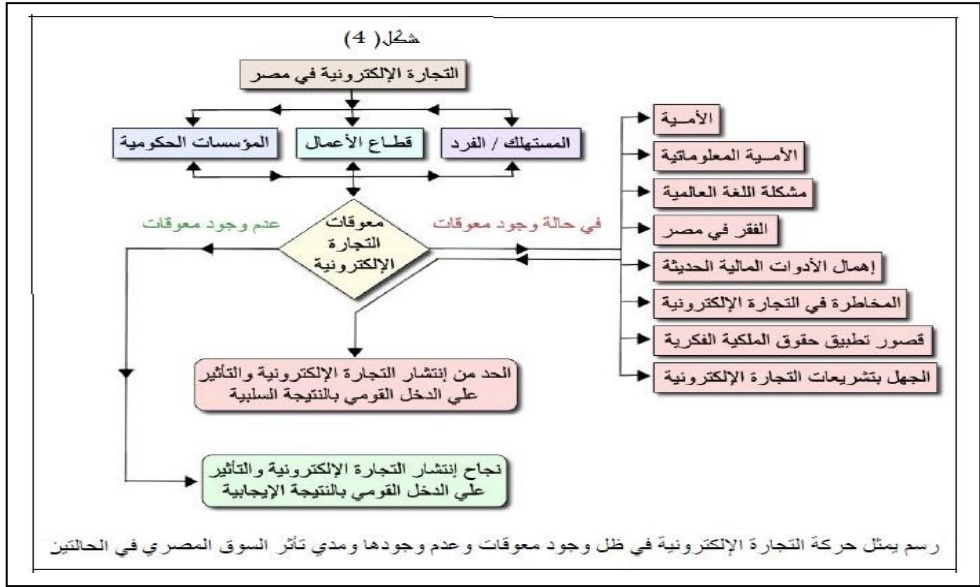 شكل( 4)
التجارة الإلكترونية في مصر
المستهلك / الفرد
قطاع الأعمال
المؤسسات الحكومية
معوقات
التجارة
الإلكترونية
في حالة وجود معوقات
عدم وجود معوقات
الأمــية
الأمــية المعلوماتية
مشكلة اللغة العالمية
الفقر في مصر
إهمال الأدوات المالية الحديثة
المخاطرة في التجارة الإلكترونية
قصور تطبيق حقوق الملكية الفكرية
الجهل بتشريعات التجارة الإلكترونية
الحد من إنتشار التجارة الإلكترونية والتأثير
علي الدخل القومي بالنتيجة السلبية
نجاح إنتشار التجارة الإلكترونية والتأثير
علي الدخل القومي بالنتيجة الإيجابية
رسم يمثل حركة التجارة الإلكترونية في ظل وجود معوقات وعدم وجودها ومدي تأثر السوق المصري في الحالتين